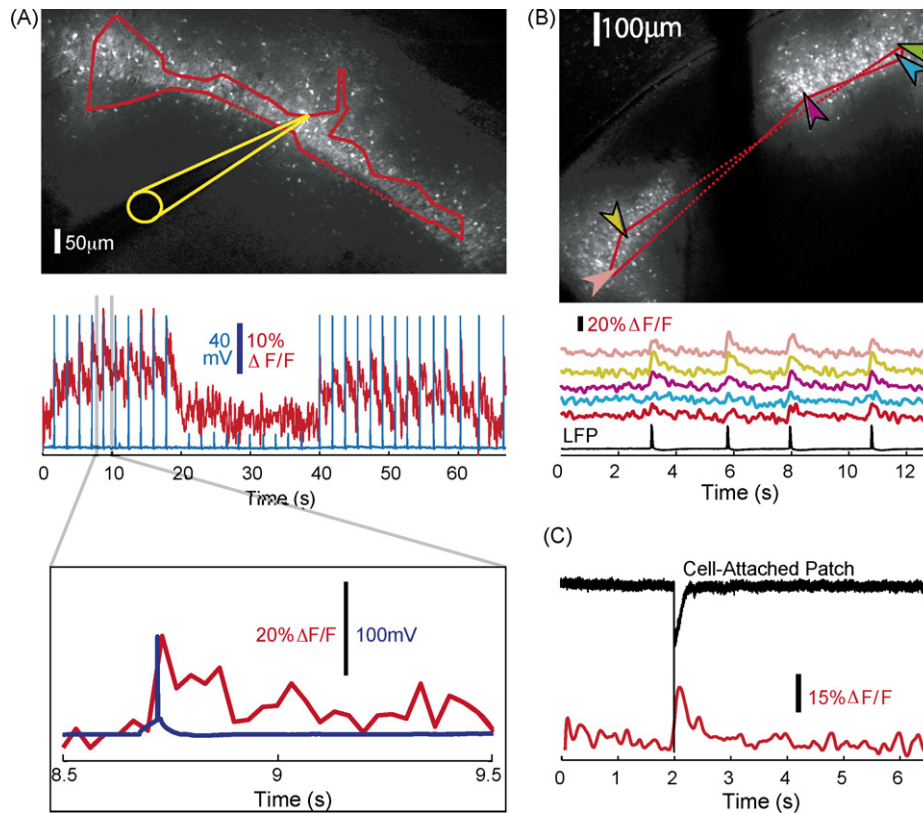 (A)
50μm
40 mV
10% Δ F/F
0 10 20 30 40 50 60
Time (s)
20% ΔF/F
100mV
8.5 9 9.5
Time (s)
(B)
100μm
20% ΔF/F
LFP
0 2 4 6 8 10 12
Time (s)
(C)
Cell-Attached Patch
15% ΔF/F
0 1 2 3 4 5 6
Time (s)